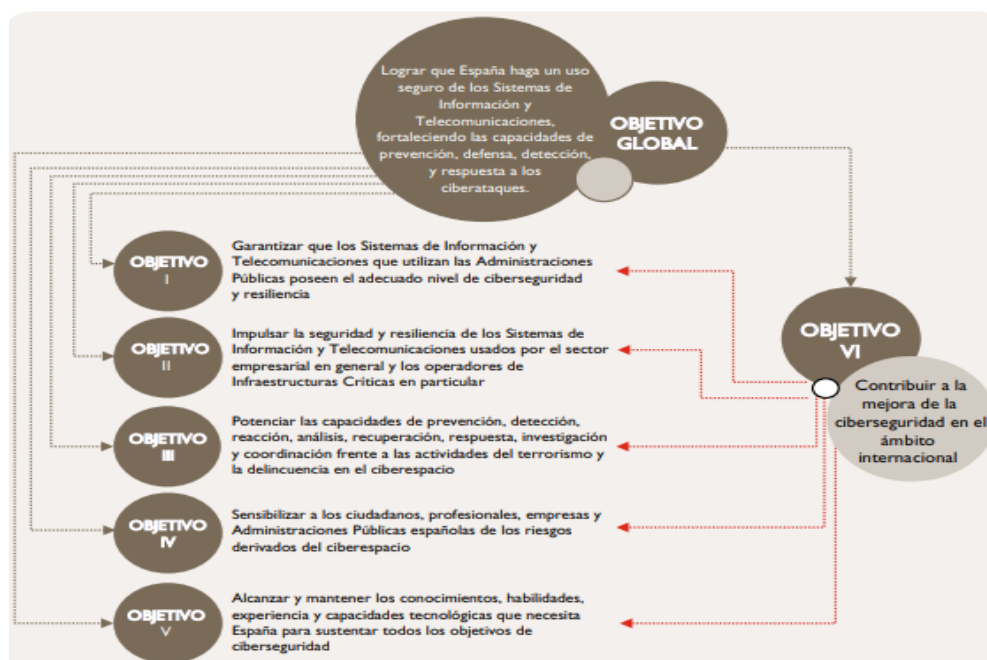 Lograr que España haga un uso
seguro de los Sistemas de
Información y
Telecomunicaciones,
fortaleciendo las capacidades de
prevención, defensa, detección,
y respuesta a los
ciberataques.
OBJETIVO
GLOBAL
OBJETIVO
I
Garantizar que los Sistemas de Información y
Telecomunicaciones que utilizan las Administraciones
Públicas poseen el adecuado nivel de ciberseguridad
y resiliencia
OBJETIVO
II
Impulsar la seguridad y resiliencia de los Sistemas de
Información y Telecomunicaciones usados por el sector
empresarial en general y los operadores de
Infraestructuras Críticas en particular
OBJETIVO
III
Potenciar las capacidades de prevención, detección,
reacción, análisis, recuperación, respuesta, investigación
y coordinación frente a las actividades del terrorismo y
la delincuencia en el ciberespacio
OBJETIVO
IV
Sensibilizar a los ciudadanos, profesionales, empresas y
Administraciones Públicas españolas de los riesgos
derivados del ciberespacio
OBJETIVO
V
Alcanzar y mantener los conocimientos, habilidades,
experiencia y capacidades tecnológicas que necesita
España para sustentar todos los objetivos de
ciberseguridad
OBJETIVO
VI
Contribuir a la
mejora de la
ciberseguridad en el
ámbito
internacional